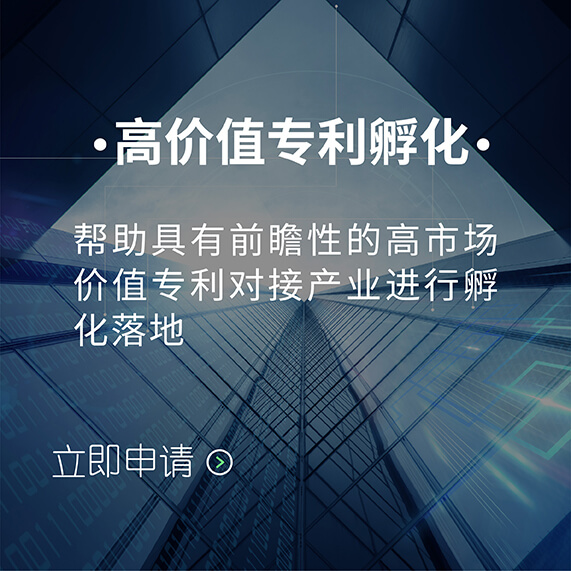 ·高价值专利孵化·
帮助具有前瞻性的高市场
价值专利对接产业进行孵
化落地
立即申请